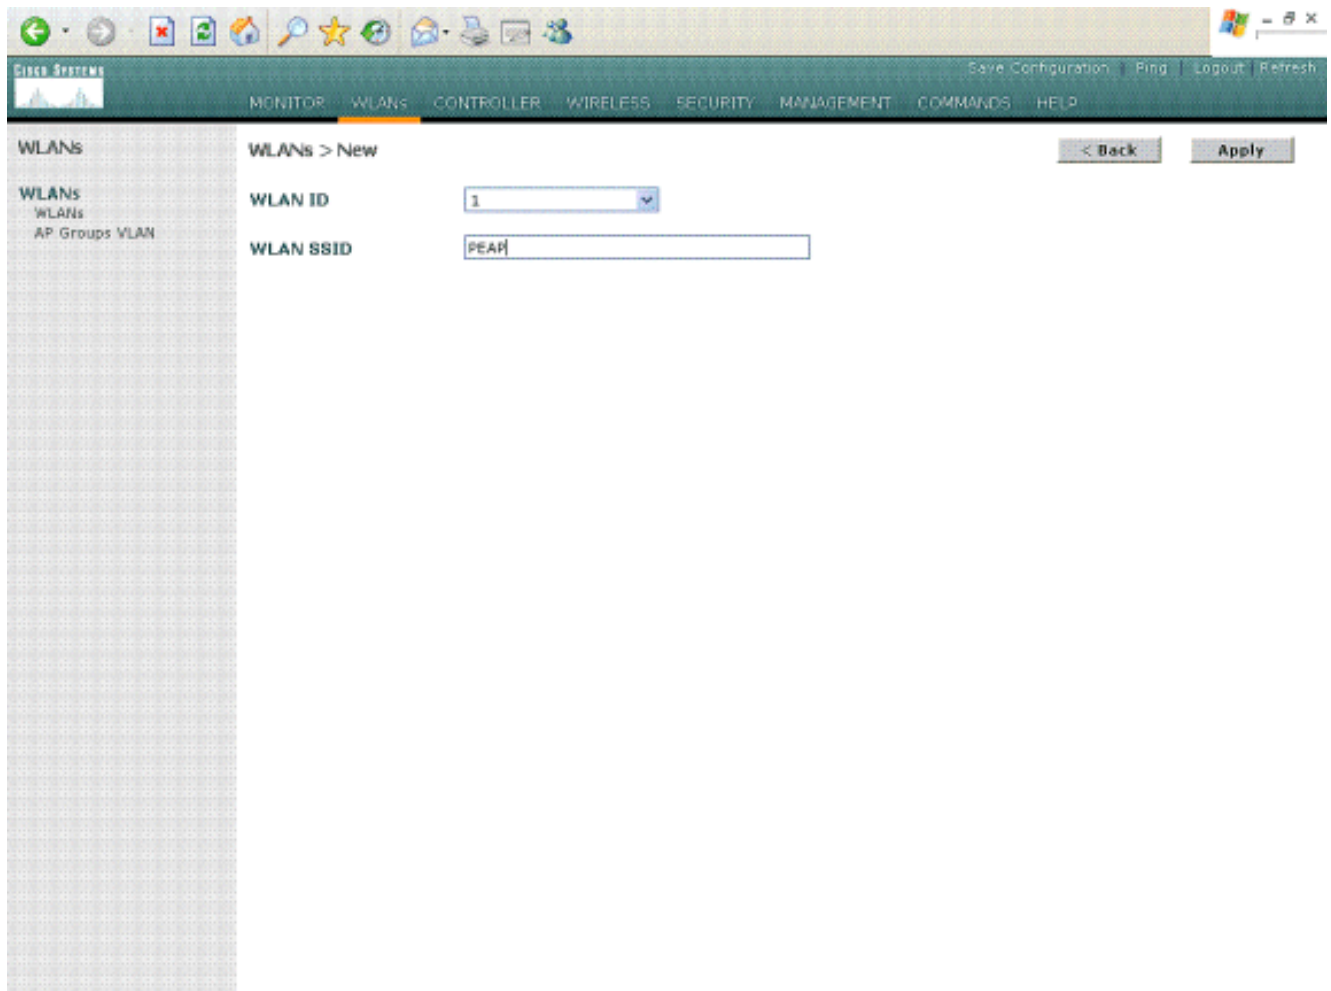 CISCO SYSTEMS
Save Configuration | Ping | Logout | Refresh
MONITOR WLANs CONTROLLER WIRELESS SECURITY MANAGEMENT COMMANDS HELP
WLANs
WLANs
WLANs
AP Groups VLAN
WLANs > New
< Back
Apply
WLAN ID
1
WLAN SSID
PEAP